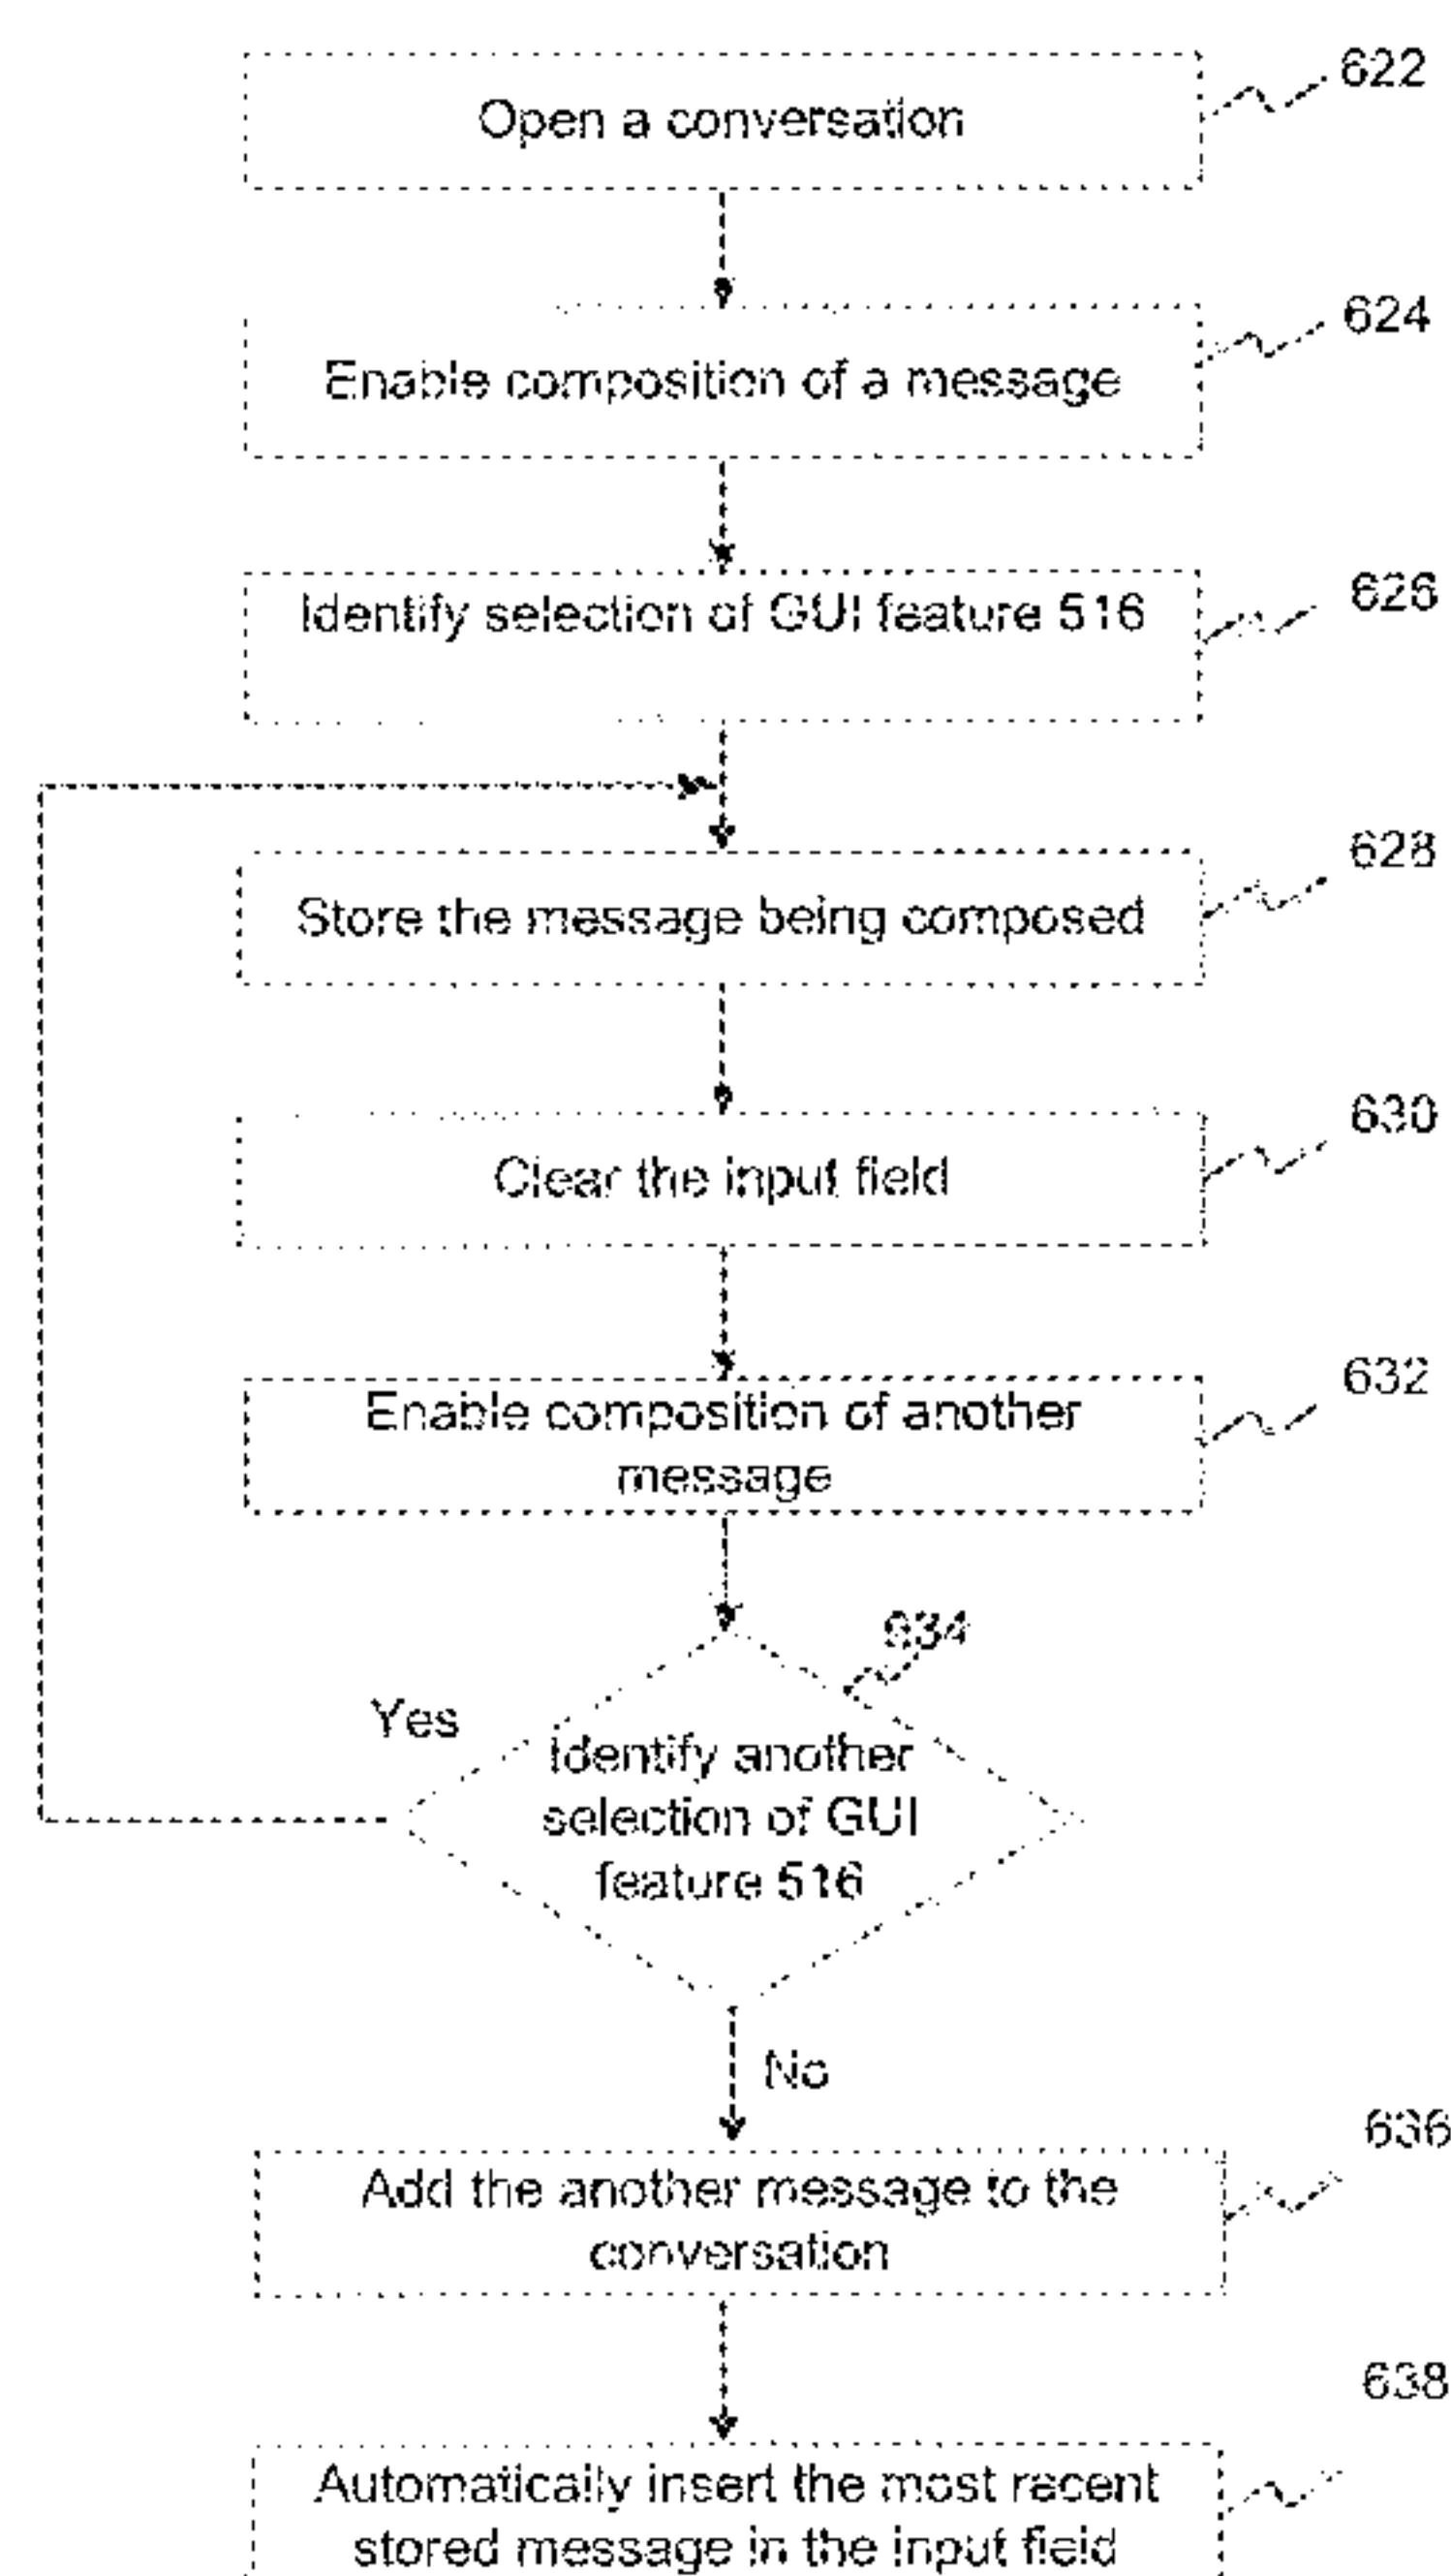 Open a conversation
622
Enable composition of a message
624
Identify selection of GUI feature 516
626
Store the message being composed
628
Clear the input field
630
Enable composition of another
message
632
634
Yes
Identify another
selection of GUI
feature 516
No
Add the another message to the
conversation
636
638
Automatically insert the most recent
stored message in the input field